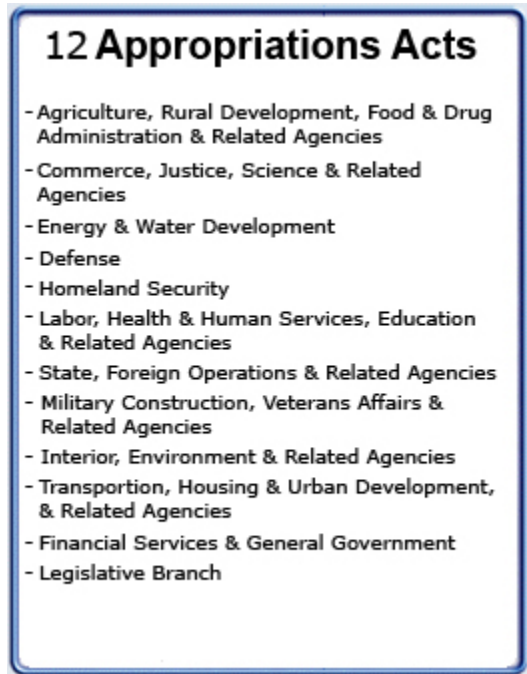 12 Appropriations Acts
- Agriculture, Rural Development, Food & Drug
Administration & Related Agencies
- Commerce, Justice, Science & Related
Agencies
- Energy & Water Development
- Defense
- Homeland Security
- Labor, Health & Human Services, Education
& Related Agencies
- State, Foreign Operations & Related Agencies
- Military Construction, Veterans Affairs &
Related Agencies
- Interior, Environment & Related Agencies
- Transportion, Housing & Urban Development,
& Related Agencies
- Financial Services & General Government
- Legislative Branch